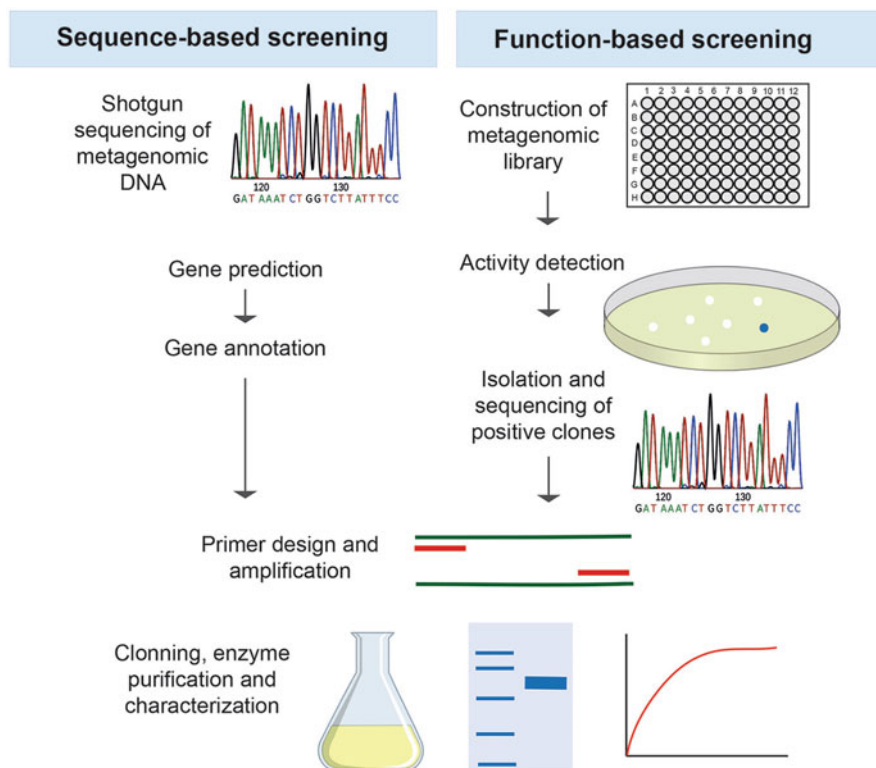 Sequence-based screening
Shotgun
sequencing of
metagenomic
DNA
120 130
GATAAATCTGGTCTTATTTCC
Gene prediction
Gene annotation
Function-based screening
Construction of
metagenomic
library
1 2 3 4 5 6 7 8 9 10 11 12
A
B
C
D
E
F
G
H
Activity detection
Isolation and
sequencing of
positive clones
120 130
GATAAATCTGGTCTTATTTCC
Primer design and
amplification
Clonning, enzyme
purification and
characterization